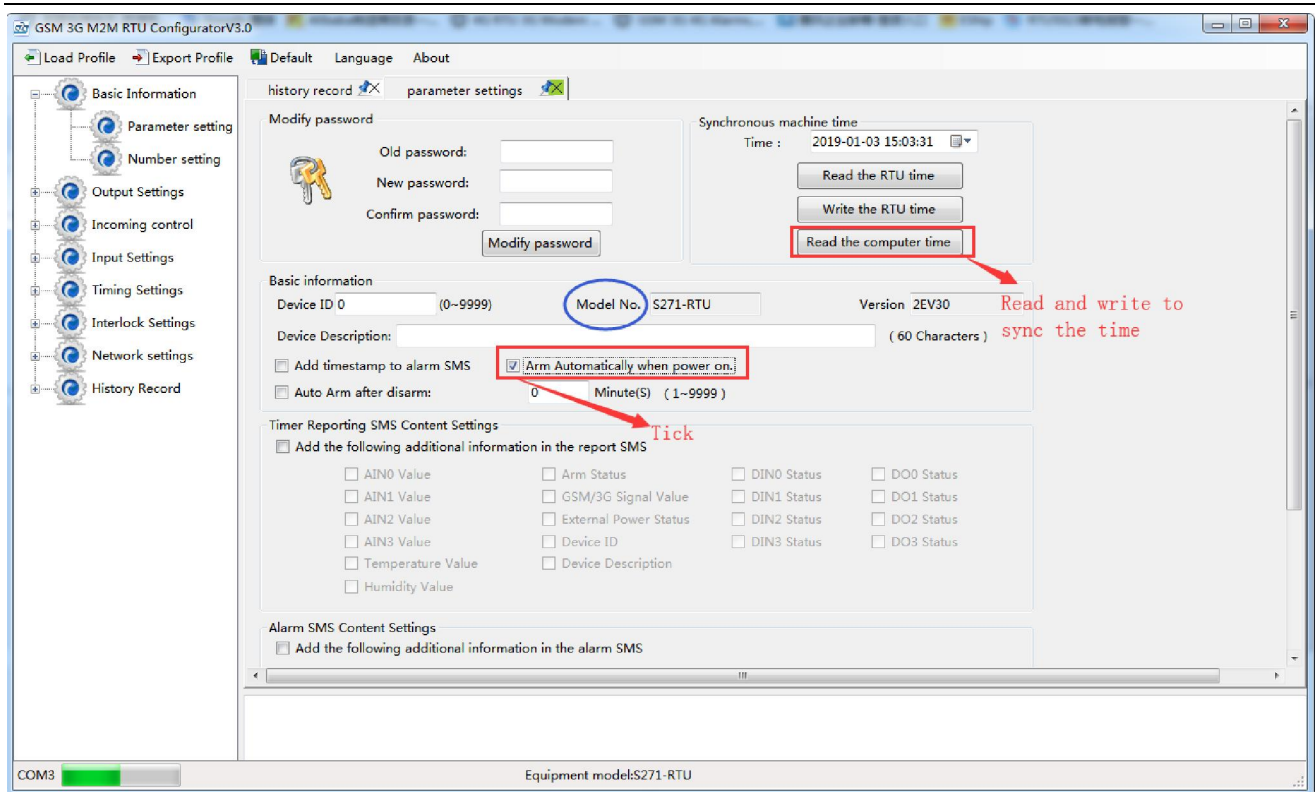 GSM 3G M2M RTU ConfiguratorV3.0
Load Profile Export Profile Default Language About
Basic Information
Parameter setting
Number setting
Output Settings
Incoming control
Input Settings
Timing Settings
Interlock Settings
Network settings
History Record
history record parameter settings
Modify password
Old password:
New password:
Confirm password:
Modify password
Synchronous machine time
Time : 2019-01-03 15:03:31
Read the RTU time
Write the RTU time
Read the computer time
Read and write to
sync the time
Basic information
Device ID 0 (0~9999) Model No. S271-RTU Version 2EV30
Device Description: ( 60 Characters )
Add timestamp to alarm SMS Arm Automatically when power on.
Auto Arm after disarm: 0 Minute(S) ( 1~9999 )
Tick
Timer Reporting SMS Content Settings
Add the following additional information in the report SMS
AIN0 Value Arm Status DIN0 Status DO0 Status
AIN1 Value GSM/3G Signal Value DIN1 Status DO1 Status
AIN2 Value External Power Status DIN2 Status DO2 Status
AIN3 Value Device ID DIN3 Status DO3 Status
Temperature Value Device Description
Humidity Value
Alarm SMS Content Settings
Add the following additional information in the alarm SMS
COM3 Equipment model:S271-RTU